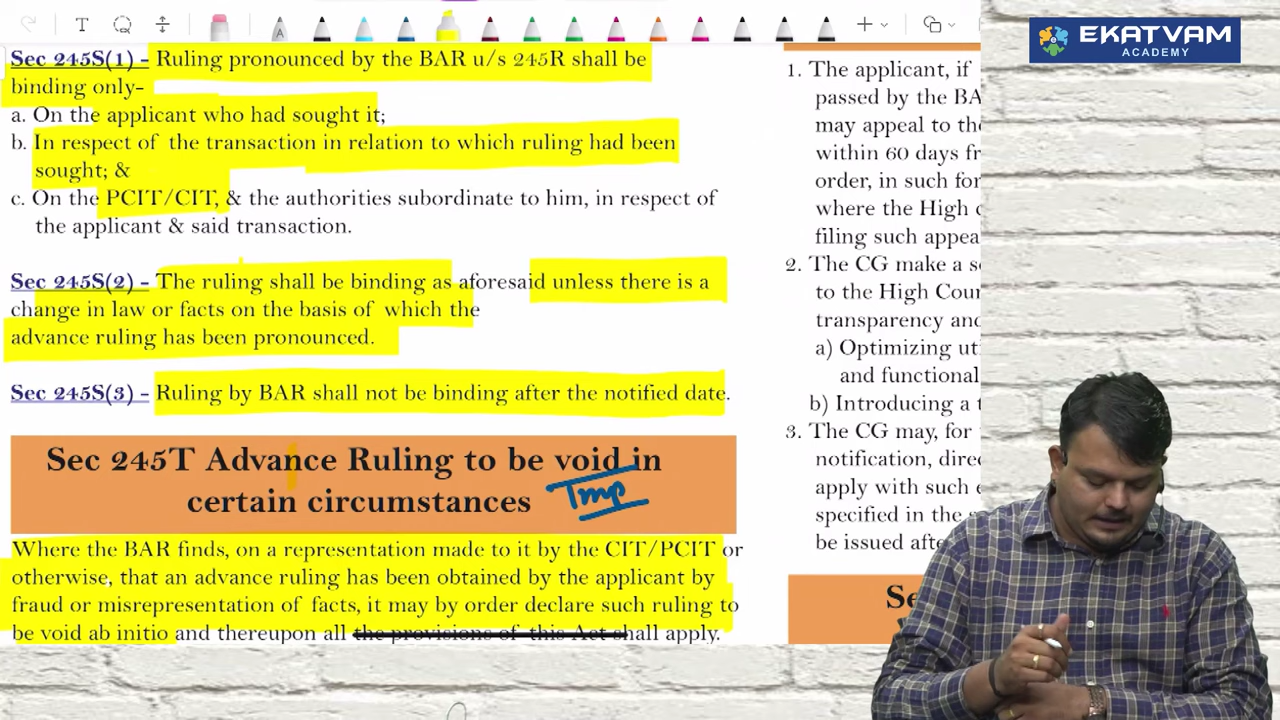 EKATVAM
ACADEMY
Sec 245S(1) - Ruling pronounced by the BAR u/s 245R shall be
binding only-
a. On the applicant who had sought it;
b. In respect of the transaction in relation to which ruling had been
sought; &
c. On the PCIT/CIT, & the authorities subordinate to him, in respect of
the applicant & said transaction.
Sec 245S(2) - The ruling shall be binding as aforesaid unless there is a
change in law or facts on the basis of which the
advance ruling has been pronounced.
Sec 245S(3) - Ruling by BAR shall not be binding after the notified date.
Sec 245T Advance Ruling to be void in
certain circumstances
Imp
Where the BAR finds, on a representation made to it by the CIT/PCIT or
otherwise, that an advance ruling has been obtained by the applicant by
fraud or misrepresentation of facts, it may by order declare such ruling to
be void ab initio and thereupon all the provisions of this Act shall apply.
1. The applicant, if
passed by the BA
may appeal to the
within 60 days fr
order, in such for
where the High
filing such appea
2. The CG make a
to the High Cour
transparency and
a) Optimizing
and functional
b) Introducing a
3. The CG may, for
notification, direc
apply with such
specified in the
be issued after
Se